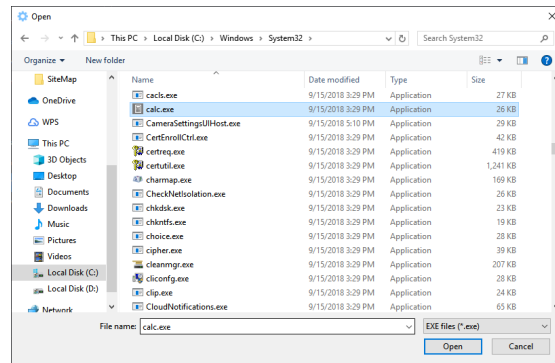 Open
This PC > Local Disk (C:) > Windows > System32 >
Search System32
Organize
New folder
Name
Date modified
Type
Size
SiteMap
OneDrive
WPS
This PC
3D Objects
Desktop
Documents
Downloads
Music
Pictures
Videos
Local Disk (C:)
Local Disk (D:)
Network
cacls.exe 9/15/2018 3:29 PM Application 27 KB
calc.exe 9/15/2018 3:29 PM Application 26 KB
CameraSettingsUIHost.exe 9/15/2018 5:10 PM Application 29 KB
CertEnrollCtrl.exe 9/15/2018 3:29 PM Application 42 KB
certreq.exe 9/15/2018 3:29 PM Application 419 KB
certutil.exe 9/15/2018 3:29 PM Application 1,241 KB
charmap.exe 9/15/2018 3:29 PM Application 169 KB
CheckNetIsolation.exe 9/15/2018 3:29 PM Application 26 KB
chkdsk.exe 9/15/2018 3:29 PM Application 23 KB
chkntfs.exe 9/15/2018 3:29 PM Application 19 KB
choice.exe 9/15/2018 3:29 PM Application 28 KB
cipher.exe 9/15/2018 3:29 PM Application 39 KB
cleanmgr.exe 9/15/2018 3:29 PM Application 207 KB
cliconfg.exe 9/15/2018 3:29 PM Application 28 KB
clip.exe 9/15/2018 3:29 PM Application 24 KB
CloudNotifications.exe 9/15/2018 3:29 PM Application 65 KB
File name: calc.exe
EXE files (*.exe)
Open
Cancel